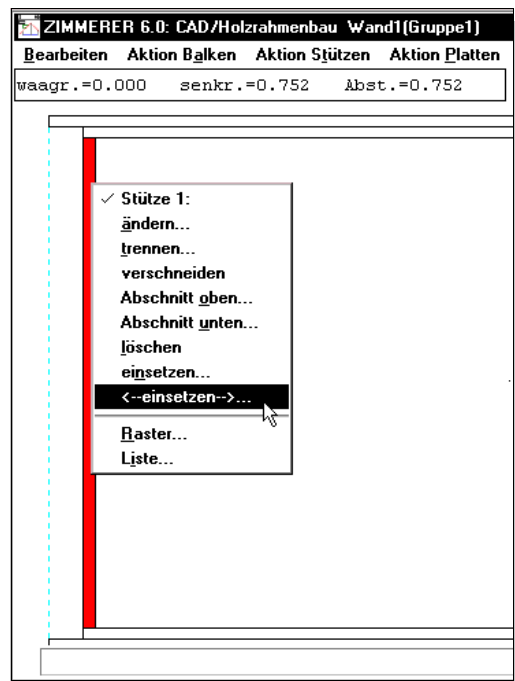 ZIMMERER 6.0: CAD/Holzrahmenbau Wand1(Gruppe1)
Bearbeiten Aktion Balken Aktion Stützen Aktion Platten
waagr.=0.000 senkr.=0.752 Abst.=0.752
✓ Stütze 1:
ändern...
trennen...
verschneiden
Abschnitt oben...
Abschnitt unten...
löschen
einsetzen...
<--einsetzen-->...
Raster...
Liste...